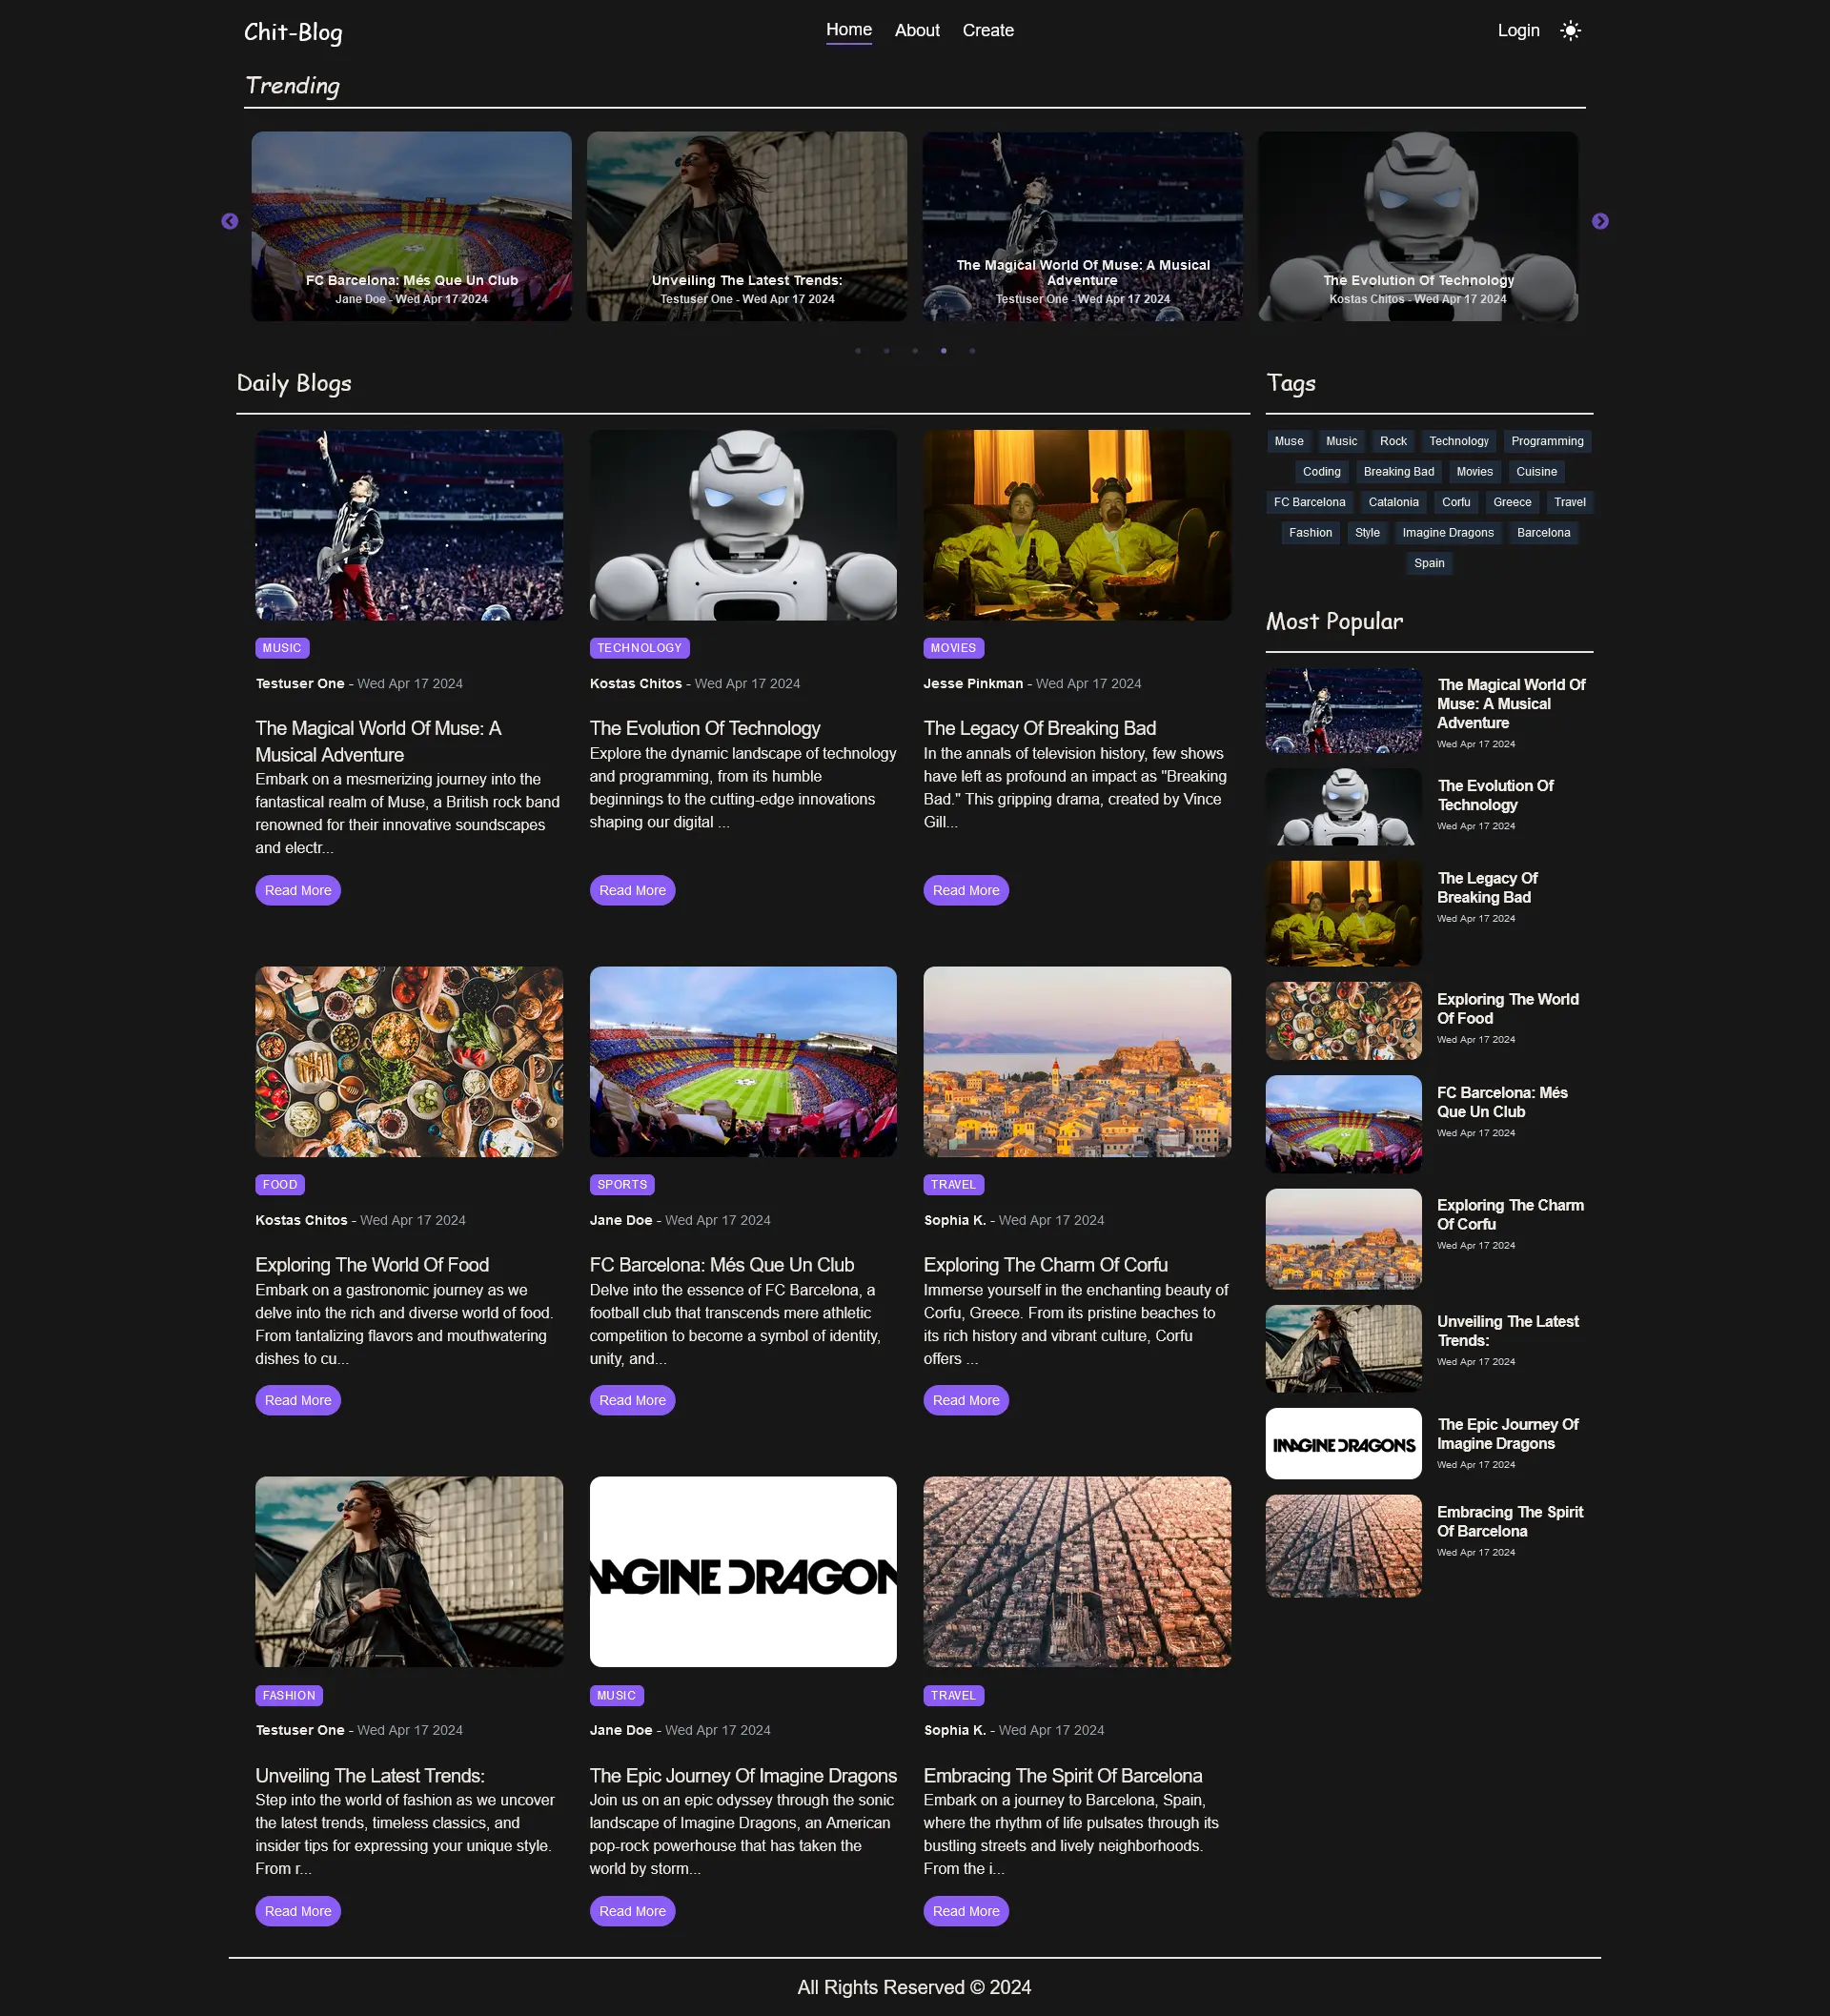 Chit-Blog
Home About Create
Login
Trending
FC Barcelona: Més Que Un Club
Jane Doe - Wed Apr 17 2024
Unveiling The Latest Trends:
Testuser One - Wed Apr 17 2024
The Magical World Of Muse: A Musical
Adventure
Testuser One - Wed Apr 17 2024
The Evolution Of Technology
Kostas Chitos - Wed Apr 17 2024
Daily Blogs
MUSIC
Testuser One - Wed Apr 17 2024
The Magical World Of Muse: A
Musical Adventure
Embark on a mesmerizing journey into the
fantastical realm of Muse, a British rock band
renowned for their innovative soundscapes
and electr...
Read More
TECHNOLOGY
Kostas Chitos - Wed Apr 17 2024
The Evolution Of Technology
Explore the dynamic landscape of technology
and programming, from its humble
beginnings to the cutting-edge innovations
shaping our digital ...
Read More
MOVIES
Jesse Pinkman - Wed Apr 17 2024
The Legacy Of Breaking Bad
In the annals of television history, few shows
have left as profound an impact as "Breaking
Bad." This gripping drama, created by Vince
Gill...
Read More
FOOD
Kostas Chitos - Wed Apr 17 2024
Exploring The World Of Food
Embark on a gastronomic journey as we
delve into the rich and diverse world of food.
From tantalizing flavors and mouthwatering
dishes to cu...
Read More
SPORTS
Jane Doe - Wed Apr 17 2024
FC Barcelona: Més Que Un Club
Delve into the essence of FC Barcelona, a
football club that transcends mere athletic
competition to become a symbol of identity,
unity, and...
Read More
TRAVEL
Sophia K. - Wed Apr 17 2024
Exploring The Charm Of Corfu
Immerse yourself in the enchanting beauty of
Corfu, Greece. From its pristine beaches to
its rich history and vibrant culture, Corfu
offers ...
Read More
FASHION
Testuser One - Wed Apr 17 2024
Unveiling The Latest Trends:
Step into the world of fashion as we uncover
the latest trends, timeless classics, and
insider tips for expressing your unique style.
From r...
Read More
MAGINE DRAGON
MUSIC
Jane Doe - Wed Apr 17 2024
The Epic Journey Of Imagine Dragons
Join us on an epic odyssey through the sonic
landscape of Imagine Dragons, an American
pop-rock powerhouse that has taken the
world by storm...
Read More
TRAVEL
Sophia K. - Wed Apr 17 2024
Embracing The Spirit Of Barcelona
Embark on a journey to Barcelona, Spain,
where the rhythm of life pulsates through its
bustling streets and lively neighborhoods.
From the i...
Read More
Tags
Muse Music Rock Technology Programming
Coding Breaking Bad Movies Cuisine
FC Barcelona Catalonia Corfu Greece Travel
Fashion Style Imagine Dragons Barcelona
Spain
Most Popular
The Magical World Of
Muse: A Musical
Adventure
Wed Apr 17 2024
The Evolution Of
Technology
Wed Apr 17 2024
The Legacy Of
Breaking Bad
Wed Apr 17 2024
Exploring The World
Of Food
Wed Apr 17 2024
FC Barcelona: Més
Que Un Club
Wed Apr 17 2024
Exploring The Charm
Of Corfu
Wed Apr 17 2024
Unveiling The Latest
Trends:
Wed Apr 17 2024
IMAGINE DRAGONS
The Epic Journey Of
Imagine Dragons
Wed Apr 17 2024
Embracing The Spirit
Of Barcelona
Wed Apr 17 2024
All Rights Reserved © 2024